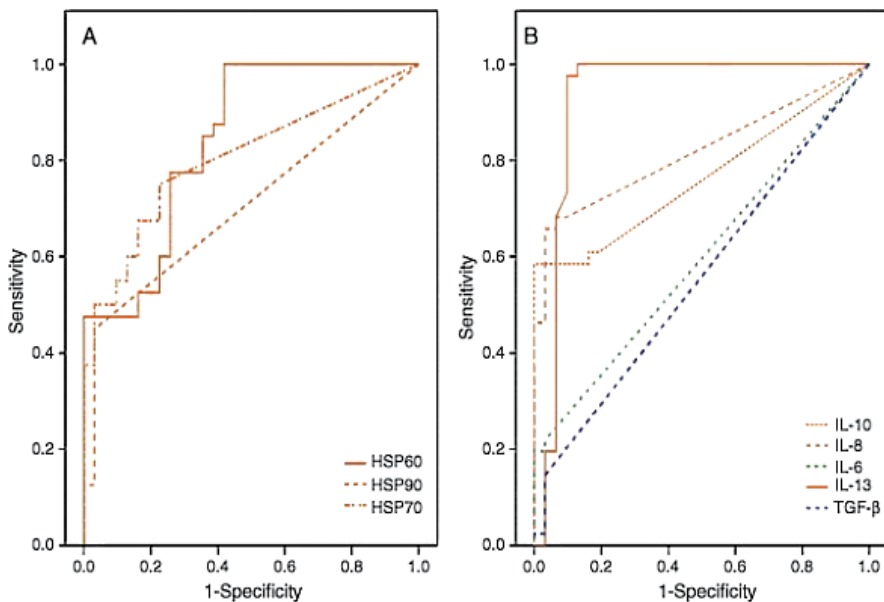 A
1.0
0.8
0.6
0.4
0.2
0.0
Sensitivity
HSP60
HSP90
HSP70
0.0 0.2 0.4 0.6 0.8 1.0
1-Specificity
B
1.0
0.8
0.6
0.4
0.2
0.0
Sensitivity
IL-10
IL-8
IL-6
IL-13
TGF-β
0.0 0.2 0.4 0.6 0.8 1.0
1-Specificity